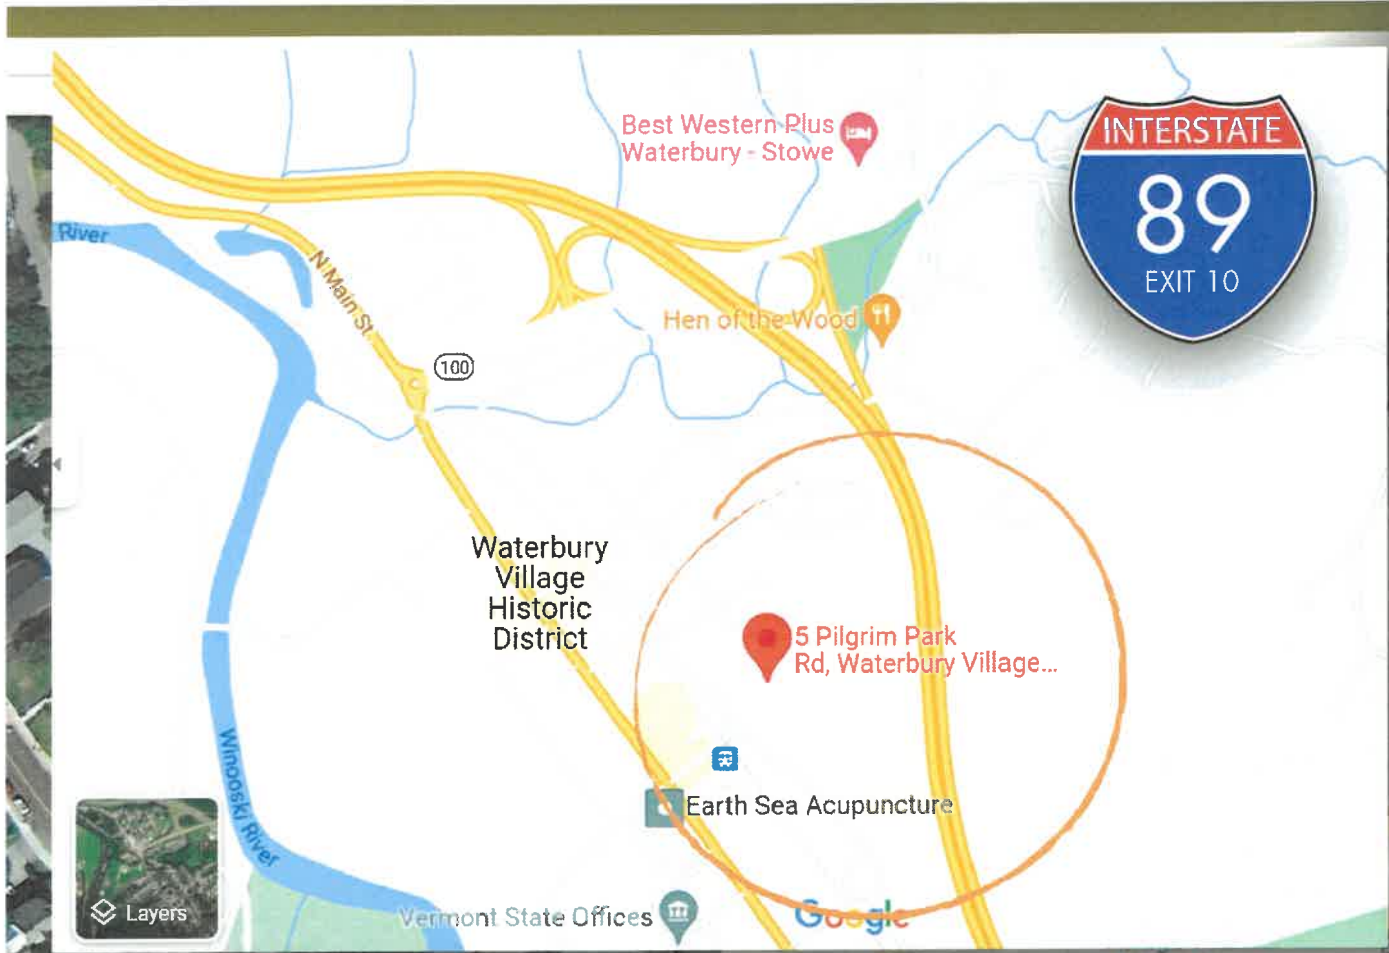 Best Western Plus
Waterbury - Stowe
INTERSTATE
89
EXIT 10
River
N Main St.
Hen of the Wood
100
Waterbury
Village
Historic
District
5 Pilgrim Park
Rd, Waterbury Village...
Winooski River
Earth Sea Acupuncture
Layers
Vermont State Offices
Google